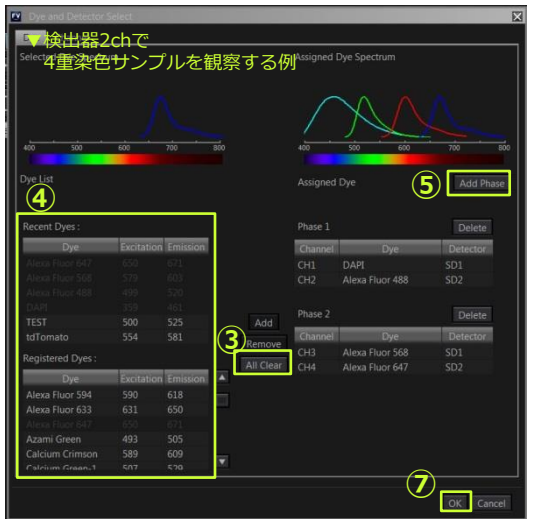 Dye and Detector Select
▼検出器2chで
4重染色サンプルを観察する例
Assigned Dye Spectrum
400 500 600 700 800
400 500 600 700 800
Dye List
Assigned Dye
⑤
Add Phase
④
Recent Dyes :
Dye Excitation Emission
Alexa Fluor 647 650 671
Alexa Fluor 568 579 603
Alexa Fluor 488 499 520
DAPI 359 461
TEST 500 525
tdTomato 554 581
Registered Dyes :
Dye Excitation Emission
Alexa Fluor 594 590 618
Alexa Fluor 633 631 650
Alexa Fluor 647 650 671
Azami Green 493 505
Calcium Crimson 589 609
Calcium Green-1 507 529
Add
③
Remove
All Clear
Phase 1
Delete
Channel Dye Detector
CH1 DAPI SD1
CH2 Alexa Fluor 488 SD2
Phase 2
Delete
Channel Dye Detector
CH3 Alexa Fluor 568 SD1
CH4 Alexa Fluor 647 SD2
⑦
OK
Cancel